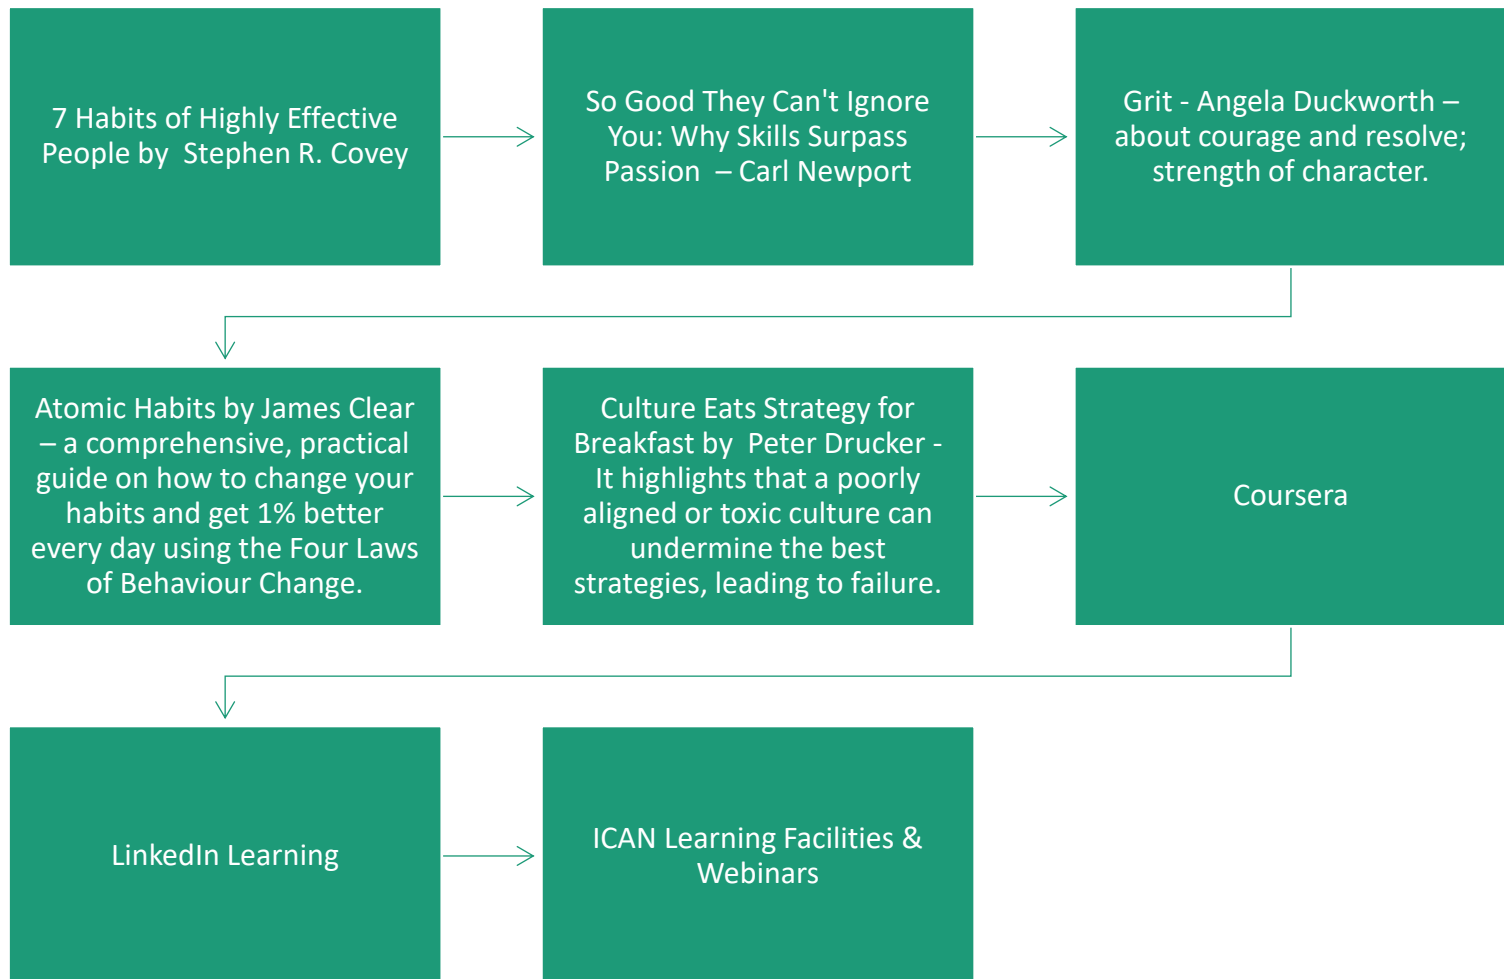 7 Habits of Highly Effective
People by  Stephen R. Covey
So Good They Can't Ignore
You: Why Skills Surpass
Passion  – Carl Newport
Grit - Angela Duckworth –
about courage and resolve;
strength of character.
Atomic Habits by James Clear
– a comprehensive, practical
guide on how to change your
habits and get 1% better
every day using the Four Laws
of Behaviour Change.
Culture Eats Strategy for
Breakfast by  Peter Drucker -
It highlights that a poorly
aligned or toxic culture can
undermine the best
strategies, leading to failure.
Coursera
LinkedIn Learning
ICAN Learning Facilities &
Webinars